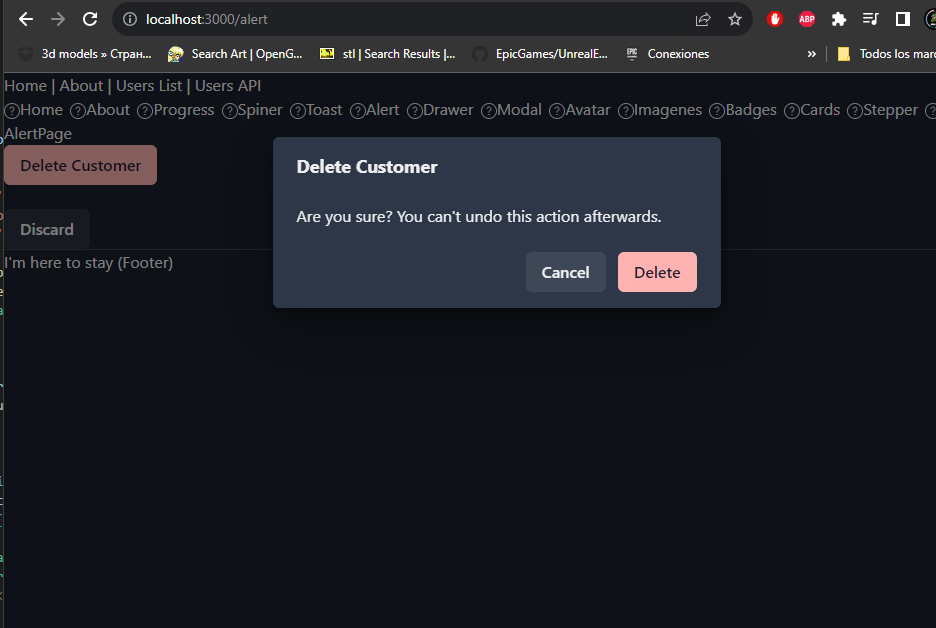 localhost:3000/alert
3d models » Стран... Search Art | OpenG... stl | Search Results |... EpicGames/UnrealE... Conexiones » Todos los marc
Home | About | Users List | Users API
Home About Progress Spiner Toast Alert Drawer Modal Avatar Imagenes Badges Cards Stepper
AlertPage
Delete Customer
Discard
I'm here to stay (Footer)
Delete Customer
Are you sure? You can't undo this action afterwards.
Cancel Delete
ABP
EPIC